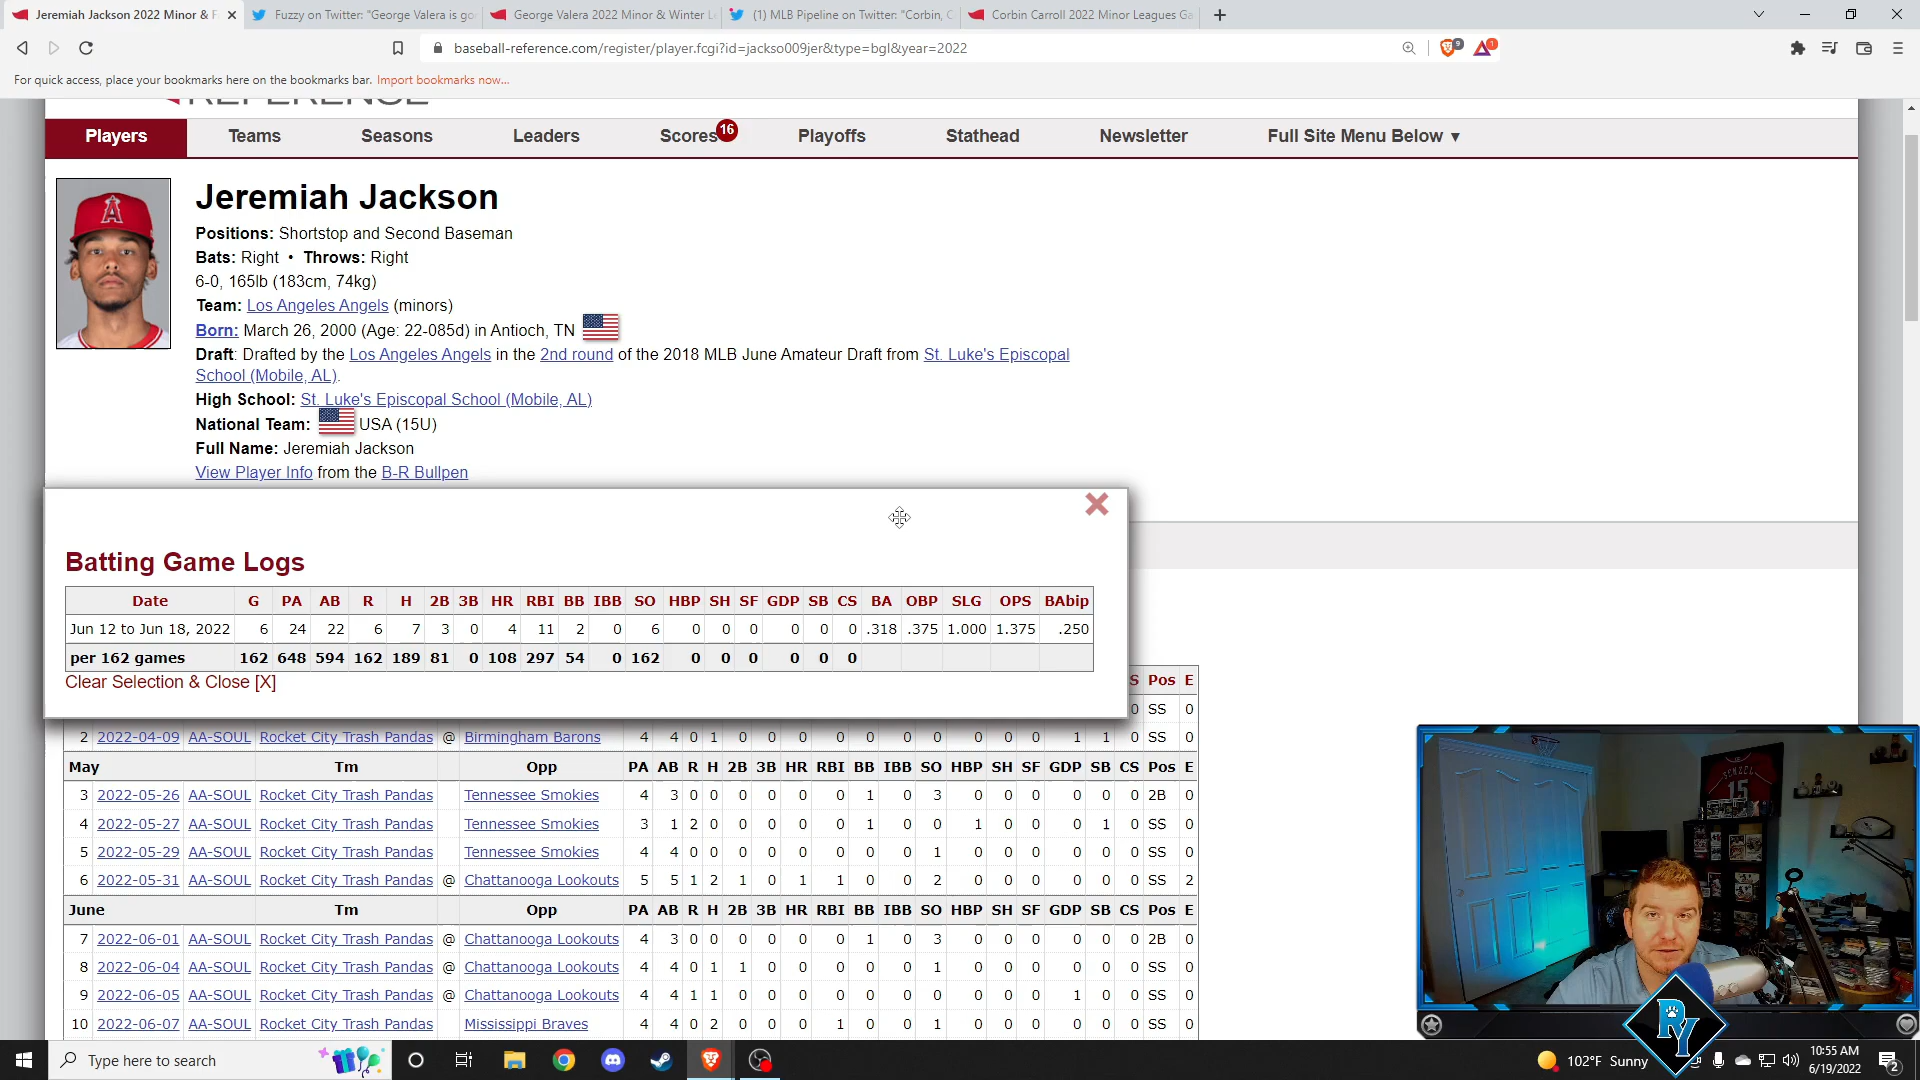 Jeremiah Jackson 2022 Minor & F
Fuzzy on Twitter: "George Valera is go
George Valera 2022 Minor & Winter L
(1) MLB Pipeline on Twitter: "Corbin, C
Corbin Carroll 2022 Minor Leagues Ga
baseball-reference.com/register/player.fcgi?id=jackso009jer&type=bgl&year=2022
9
1
For quick access, place your bookmarks here on the bookmarks bar. Import bookmarks now...
Players Teams Seasons Leaders Scores 16 Playoffs Stathead Newsletter Full Site Menu Below ▼
A
Jeremiah Jackson
Positions: Shortstop and Second Baseman
Bats: Right • Throws: Right
6-0, 165lb (183cm, 74kg)
Team: Los Angeles Angels (minors)
Born: March 26, 2000 (Age: 22-085d) in Antioch, TN
Draft: Drafted by the Los Angeles Angels in the 2nd round of the 2018 MLB June Amateur Draft from St. Luke's Episcopal
School (Mobile, AL).
High School: St. Luke's Episcopal School (Mobile, AL)
National Team: USA (15U)
Full Name: Jeremiah Jackson
View Player Info from the B-R Bullpen
Batting Game Logs
Date G PA AB R H 2B 3B HR RBI BB IBB SO HBP SH SF GDP SB CS BA OBP SLG OPS BAbip
Jun 12 to Jun 18, 2022 6 24 22 6 7 3 0 4 11 2 0 6 0 0 0 0 0 0 .318 .375 1.000 1.375 .250
per 162 games 162 648 594 162 189 81 0 108 297 54 0 162 0 0 0 0 0 0
Clear Selection & Close [X]
S Pos E
0 SS 0
2 2022-04-09 AA-SOUL Rocket City Trash Pandas @ Birmingham Barons 4 4 0 1 0 0 0 0 0 0 0 0 0 0 1 1 0 SS 0
May Tm Opp PA AB R H 2B 3B HR RBI BB IBB SO HBP SH SF GDP SB CS Pos E
3 2022-05-26 AA-SOUL Rocket City Trash Pandas Tennessee Smokies 4 3 0 0 0 0 0 0 1 0 3 0 0 0 0 0 0 2B 0
4 2022-05-27 AA-SOUL Rocket City Trash Pandas Tennessee Smokies 3 1 2 0 0 0 0 0 1 0 0 1 0 0 0 1 0 SS 0
5 2022-05-29 AA-SOUL Rocket City Trash Pandas Tennessee Smokies 4 4 0 0 0 0 0 0 0 0 1 0 0 0 0 0 0 SS 0
6 2022-05-31 AA-SOUL Rocket City Trash Pandas @ Chattanooga Lookouts 5 5 1 2 1 0 1 1 0 0 2 0 0 0 0 0 0 SS 2
June Tm Opp PA AB R H 2B 3B HR RBI BB IBB SO HBP SH SF GDP SB CS Pos E
7 2022-06-01 AA-SOUL Rocket City Trash Pandas @ Chattanooga Lookouts 4 3 0 0 0 0 0 0 1 0 3 0 0 0 0 0 0 2B 0
8 2022-06-04 AA-SOUL Rocket City Trash Pandas @ Chattanooga Lookouts 4 4 0 1 1 0 0 0 0 0 1 0 0 0 0 0 0 SS 0
9 2022-06-05 AA-SOUL Rocket City Trash Pandas @ Chattanooga Lookouts 4 4 1 1 0 0 0 0 0 0 0 0 0 0 1 0 0 SS 0
10 2022-06-07 AA-SOUL Rocket City Trash Pandas Mississippi Braves 4 4 0 2 0 0 0 1 0 0 1 0 0 0 0 0 0 SS 0
SENZEL
15
RY
Type here to search
102°F Sunny
10:55 AM
6/19/2022
2